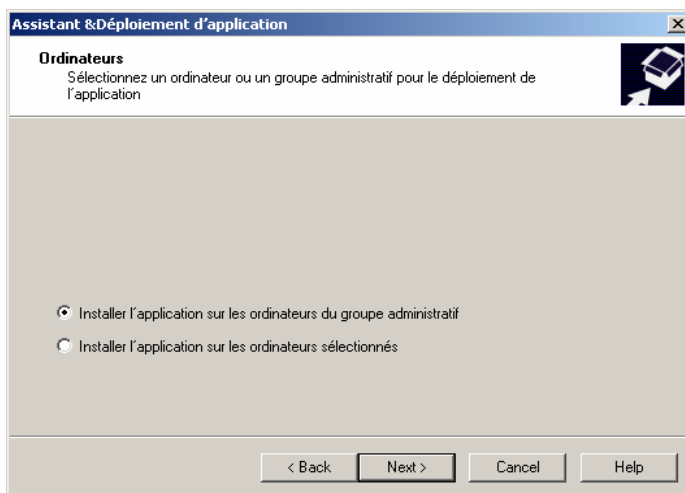 Assistant &Déploiement d'application
Ordinateurs
Sélectionnez un ordinateur ou un groupe administratif pour le déploiement de
l'application
Installer l'application sur les ordinateurs du groupe administratif
Installer l'application sur les ordinateurs sélectionnés
< Back Next > Cancel Help